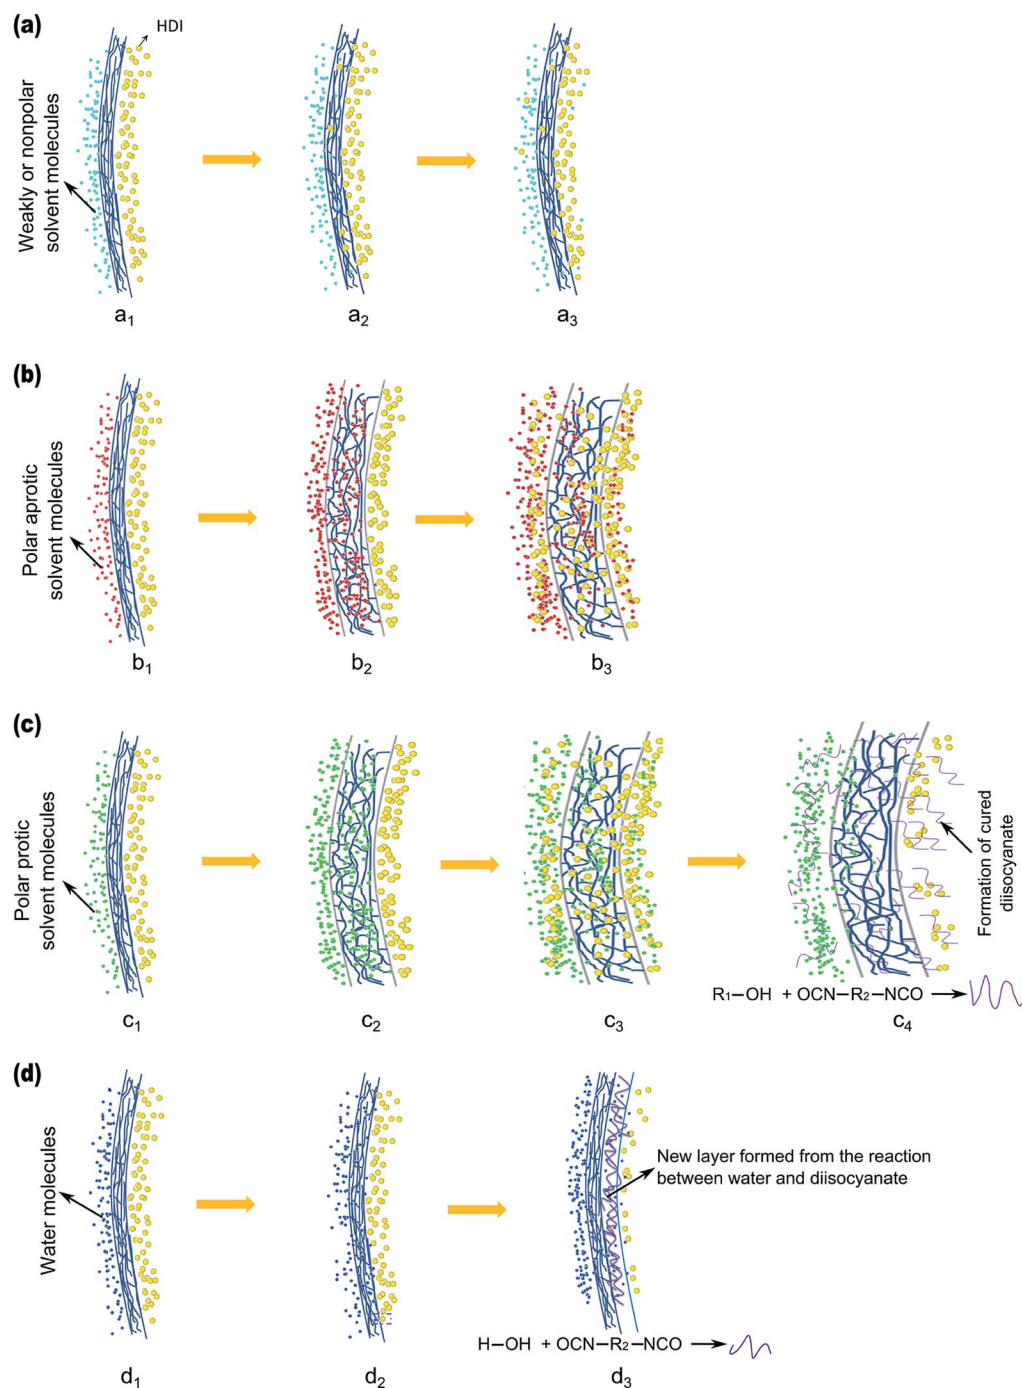 (a)
HDI
Weakly or nonpolar
solvent molecules
a1
a2
a3
(b)
Polar aprotic
solvent molecules
b1
b2
b3
(c)
Polar protic
solvent molecules
Formation of cured
diisocyanate
R1—OH + OCN—R2—NCO
c1
c2
c3
c4
(d)
Water molecules
New layer formed from the reaction
between water and diisocyanate
H—OH + OCN—R2—NCO
d1
d2
d3